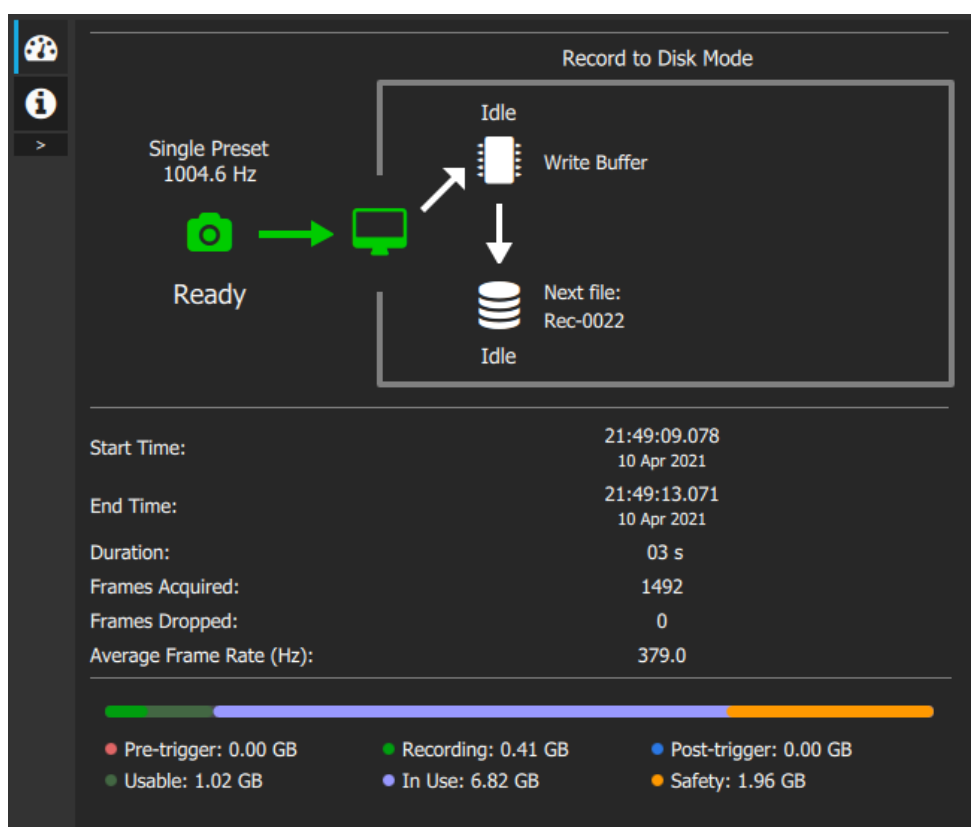 Record to Disk Mode
Idle
Single Preset
1004.6 Hz
Write Buffer
Ready
Next file:
Rec-0022
Idle
>
Start Time: 21:49:09.078
10 Apr 2021
End Time: 21:49:13.071
10 Apr 2021
Duration: 03 s
Frames Acquired: 1492
Frames Dropped: 0
Average Frame Rate (Hz): 379.0
Pre-trigger: 0.00 GB Recording: 0.41 GB Post-trigger: 0.00 GB
Usable: 1.02 GB In Use: 6.82 GB Safety: 1.96 GB